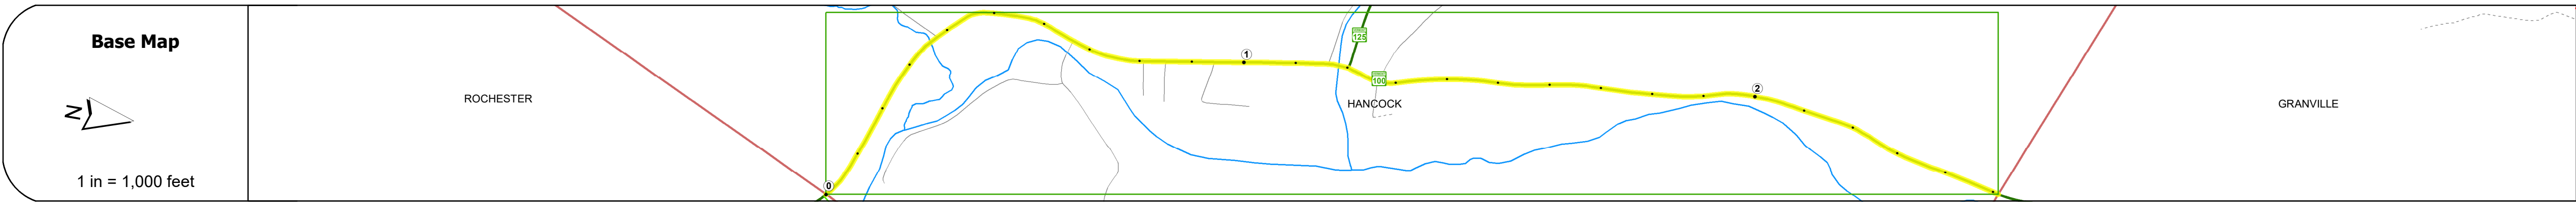 Base Map
N
1 in = 1,000 feet
ROCHESTER
0
1
125
100
HANCOCK
2
GRANVILLE